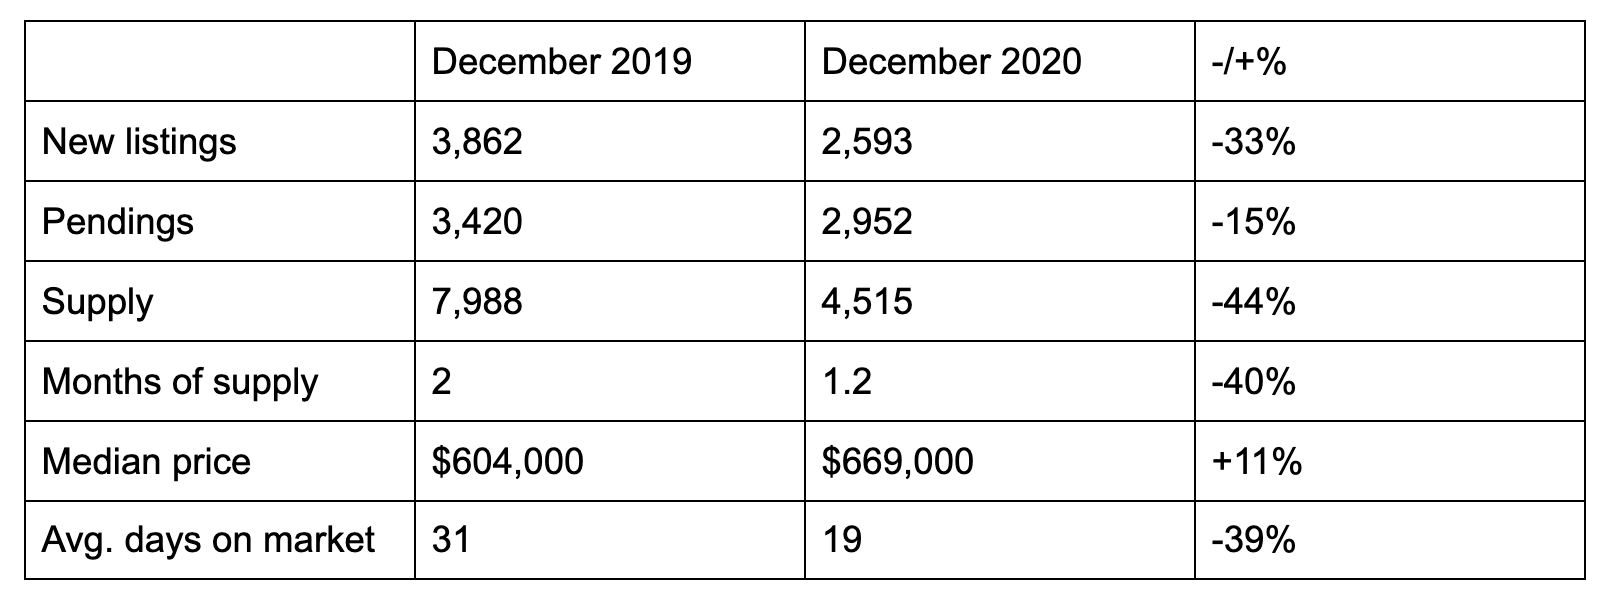 December 2019 December 2020 -/+%
New listings 3,862 2,593 -33%
Pendings 3,420 2,952 -15%
Supply 7,988 4,515 -44%
Months of supply 2 1.2 -40%
Median price $604,000 $669,000 +11%
Avg. days on market 31 19 -39%